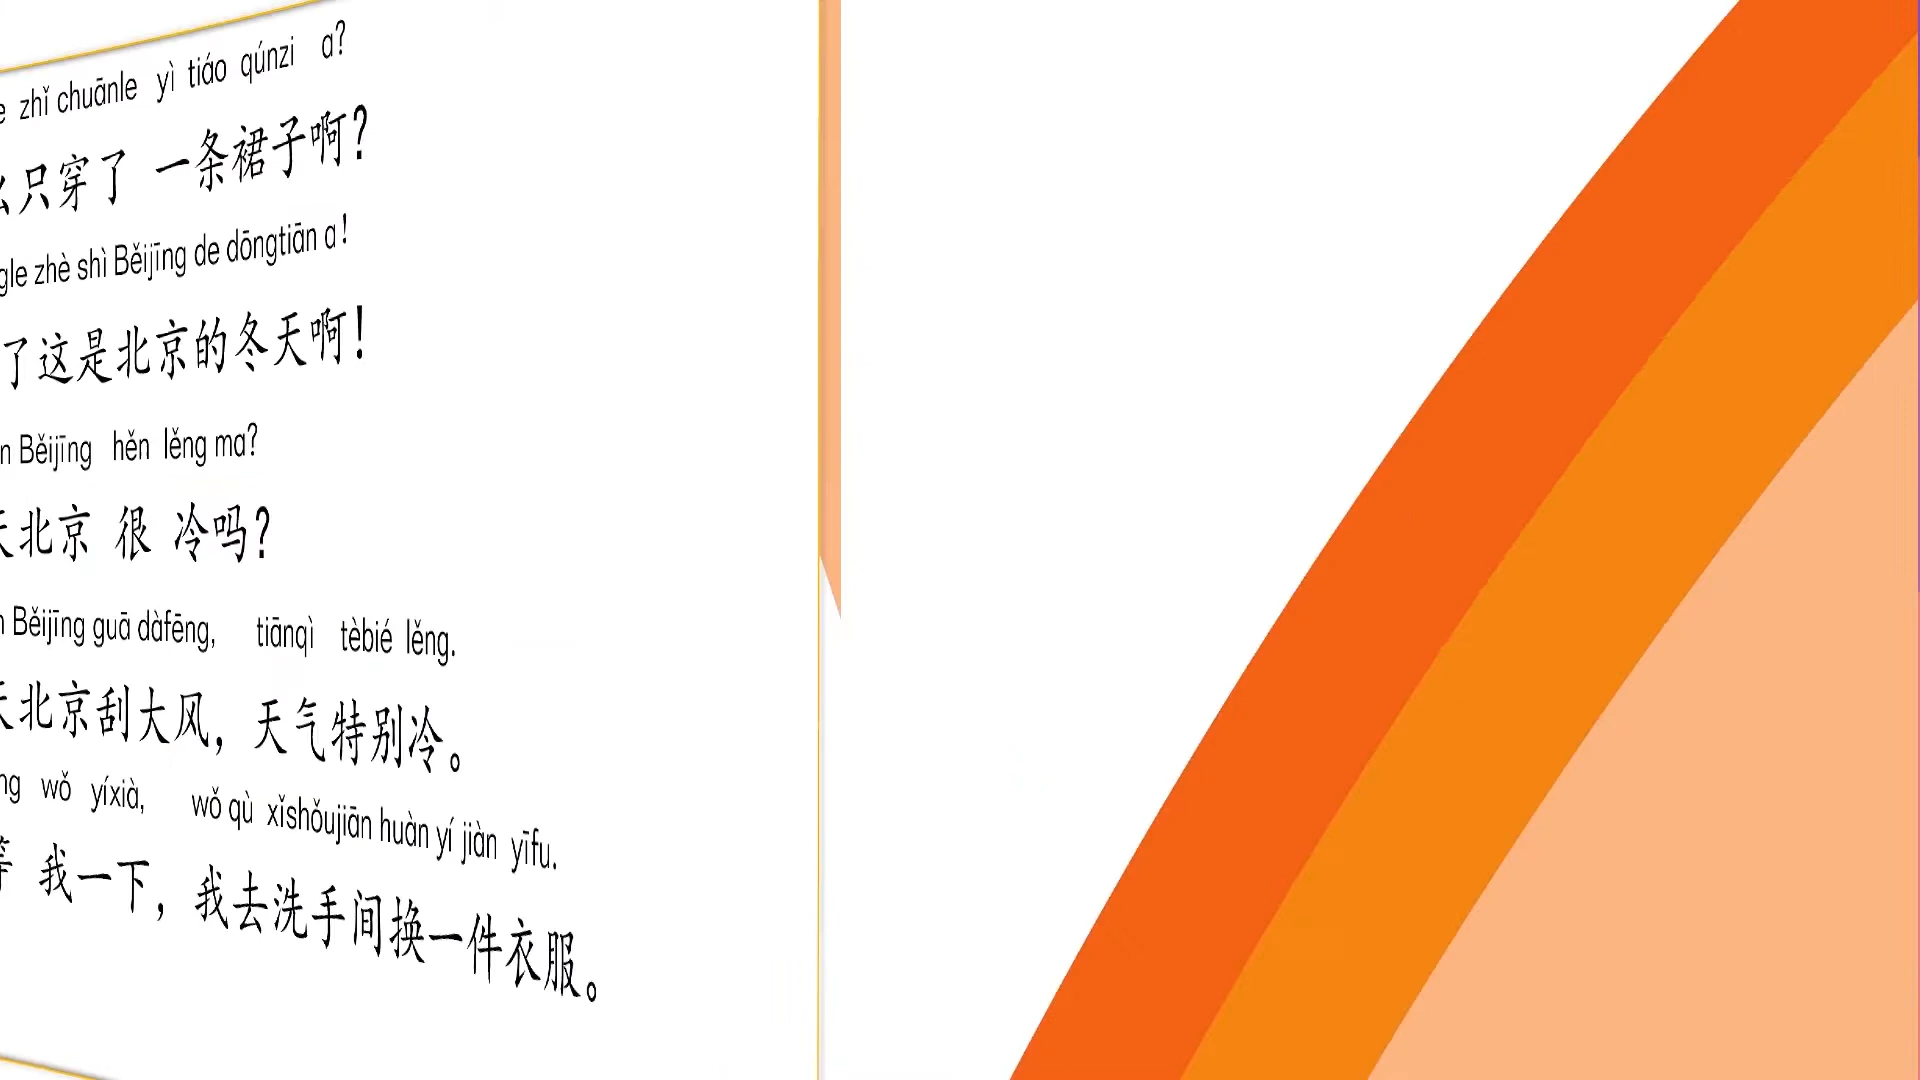 zhǐ chuānle yì tiáo qúnzi a?
只穿了 一条裙子啊？
zhè shì Běijīng de dōngtiān a!
了这是北京的冬天啊！
Běijīng hěn lěng ma?
北京 很 冷吗？
Běijīng guā dàfēng, tiānqì tèbié lěng.
北京刮大风，天气特别冷。
wǒ yíxià, wǒ qù xǐshǒujiān huàn yí jiàn yīfu.
我一下，我去洗手间换一件衣服。